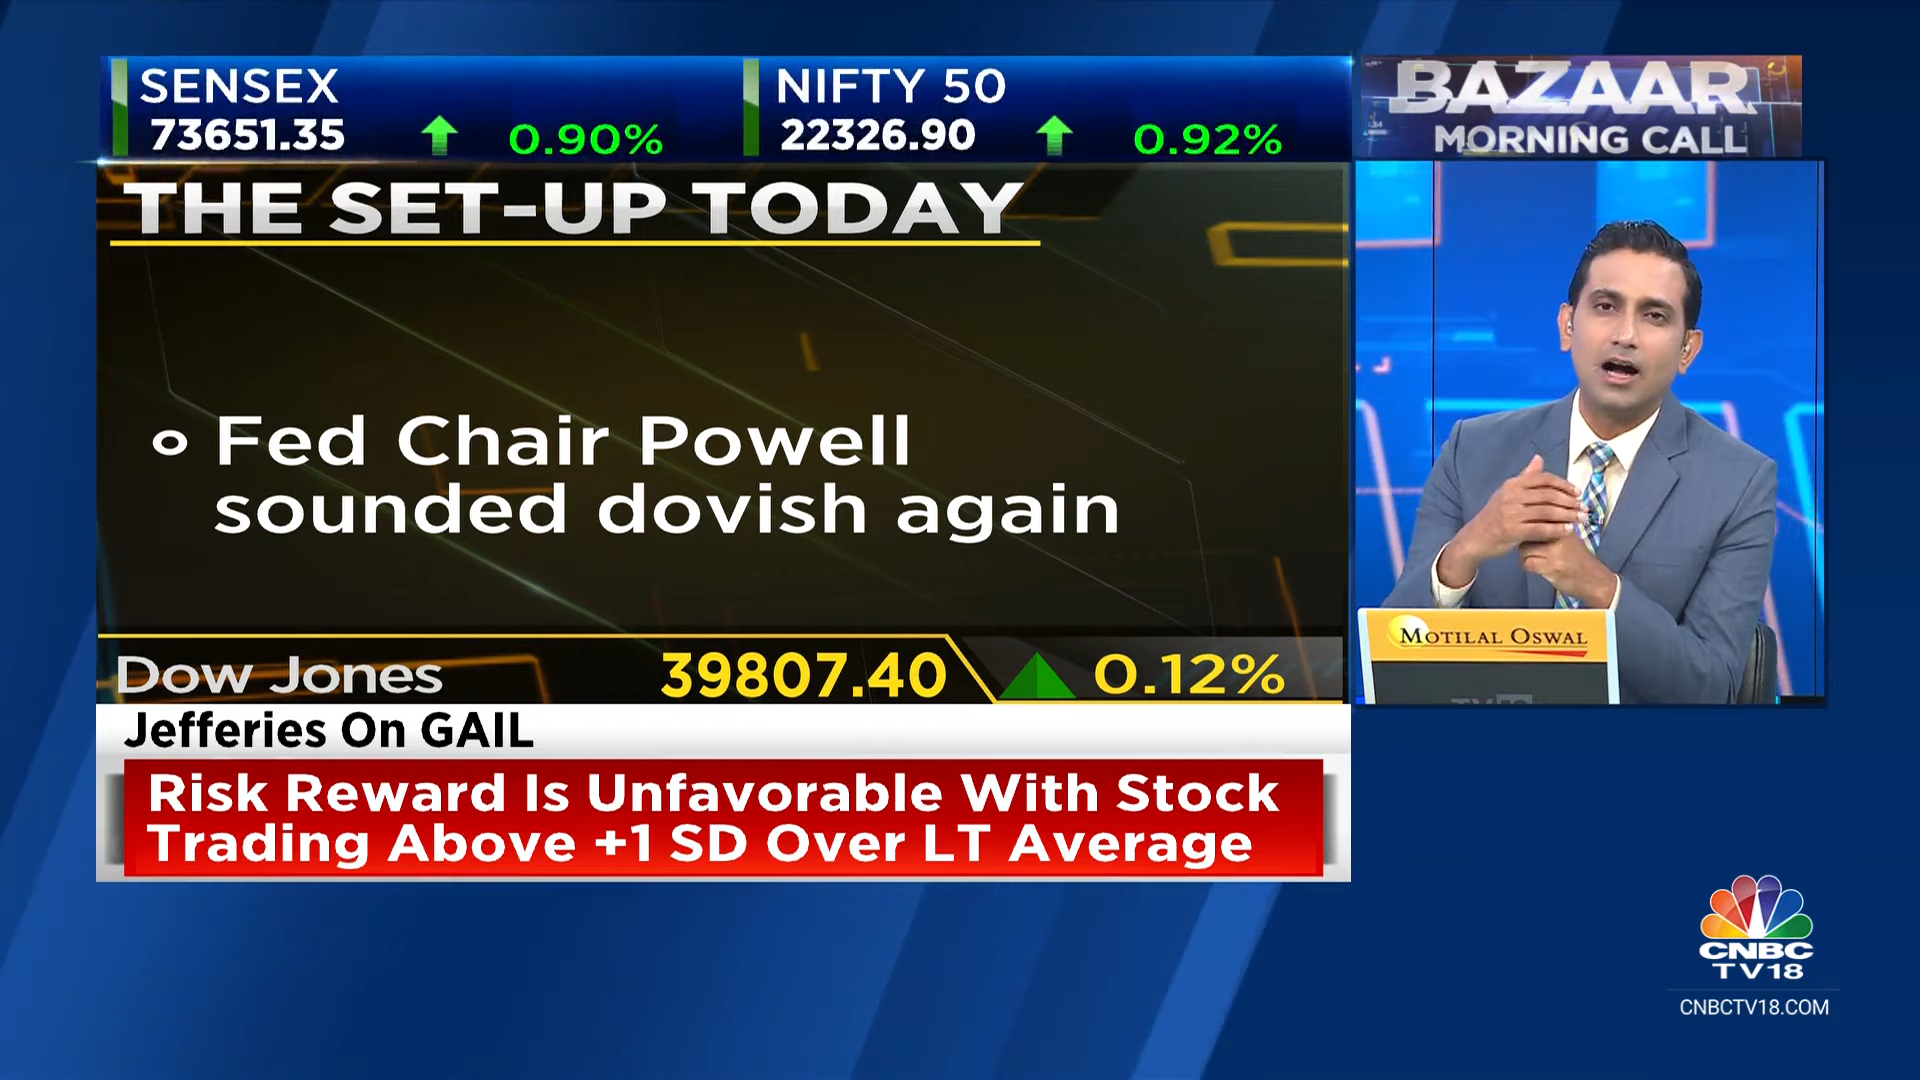 SENSEX
73651.35 0.90%
NIFTY 50
22326.90 0.92%
BAZAAR
MORNING CALL
THE SET-UP TODAY
Fed Chair Powell
sounded dovish again
Dow Jones 39807.40 0.12%
Jefferies On GAIL
Risk Reward Is Unfavorable With Stock
Trading Above +1 SD Over LT Average
MOTILAL OSWAL
TV18
CNBC
TV18
CNBCTV18.COM